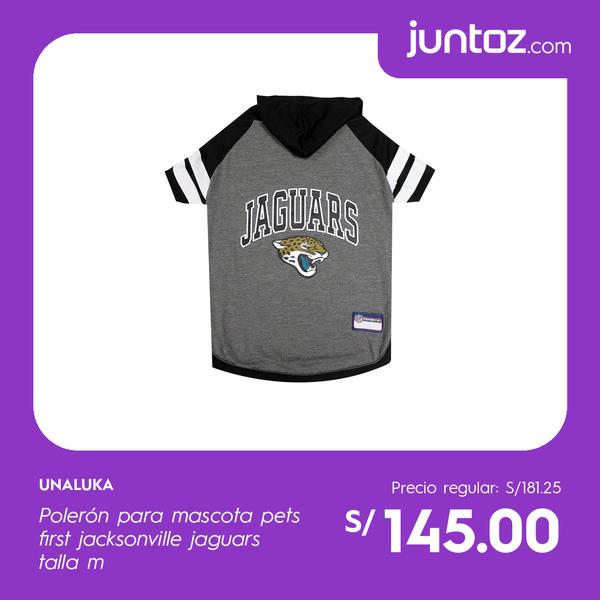 juntoz.com
JAGUARS
UNALUKA
Polerón para mascota pets
first jacksonville jaguars
talla m
Precio regular: S/181.25
S/145.00